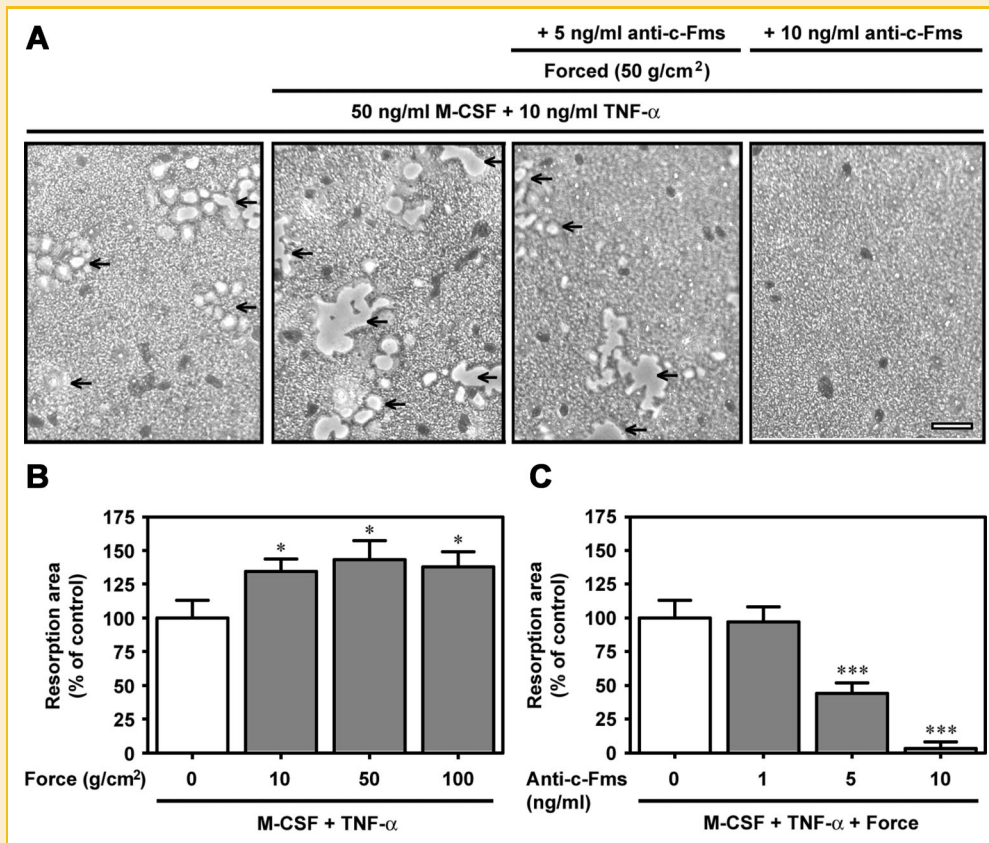 A
+ 5 ng/ml anti-c-Fms
+ 10 ng/ml anti-c-Fms
Forced (50 g/cm²)
50 ng/ml M-CSF + 10 ng/ml TNF-α
B
175
150
125
100
75
50
25
0
Resorption area
(% of control)
*
*
*
Force (g/cm²)
0
10
50
100
M-CSF + TNF-α
C
175
150
125
100
75
50
25
0
Resorption area
(% of control)
***
***
Anti-c-Fms
(ng/ml)
0
1
5
10
M-CSF + TNF-α + Force